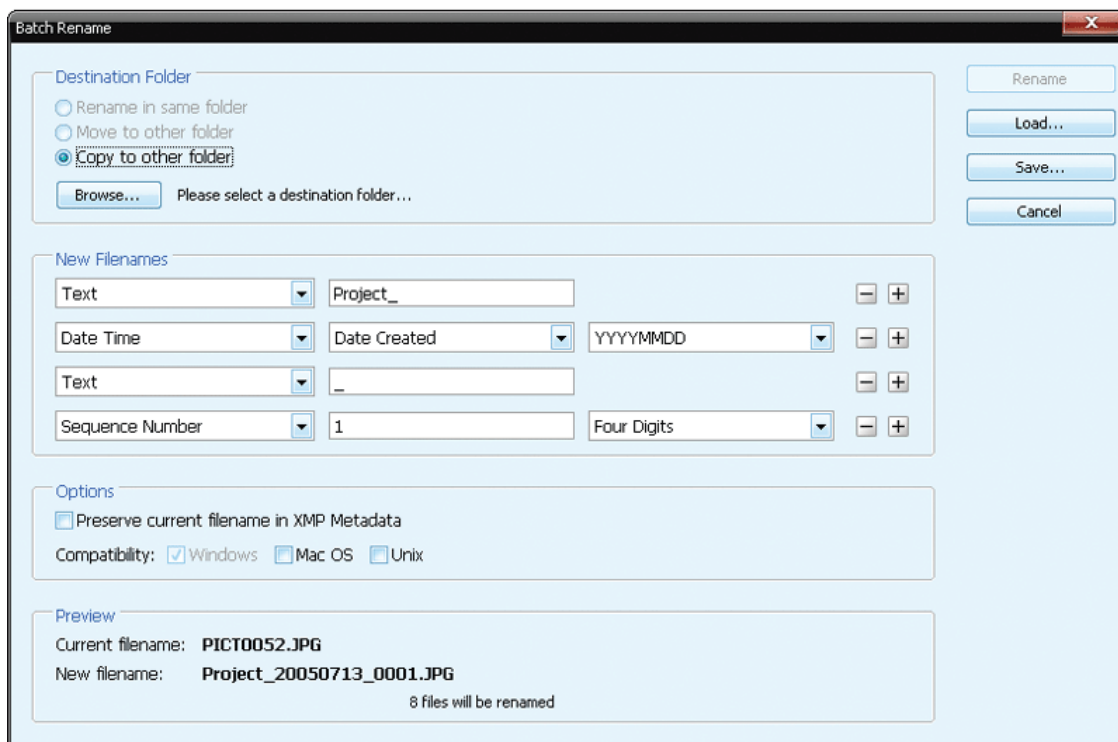 Batch Rename
Destination Folder
Rename in same folder
Move to other folder
Copy to other folder
Browse... Please select a destination folder...
Rename
Load...
Save...
Cancel
New Filenames
Text Project_
Date Time Date Created YYYYMMDD
Text _
Sequence Number 1 Four Digits
Options
Preserve current filename in XMP Metadata
Compatibility: Windows Mac OS Unix
Preview
Current filename: PICT0052.JPG
New filename: Project_20050713_0001.JPG
8 files will be renamed